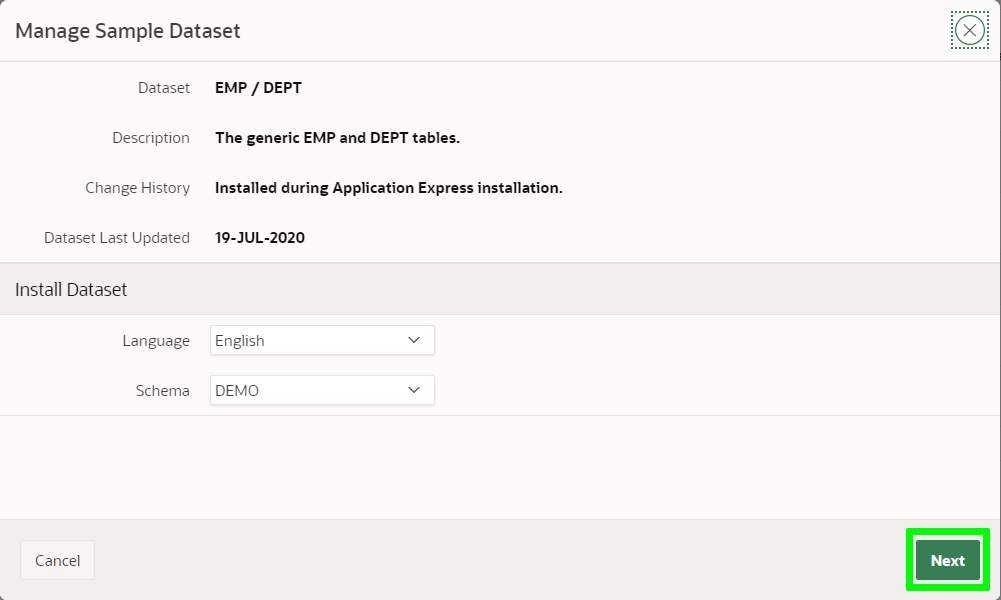 Manage Sample Dataset
Dataset EMP / DEPT
Description The generic EMP and DEPT tables.
Change History Installed during Application Express installation.
Dataset Last Updated 19-JUL-2020
Install Dataset
Language English
Schema DEMO
Cancel Next